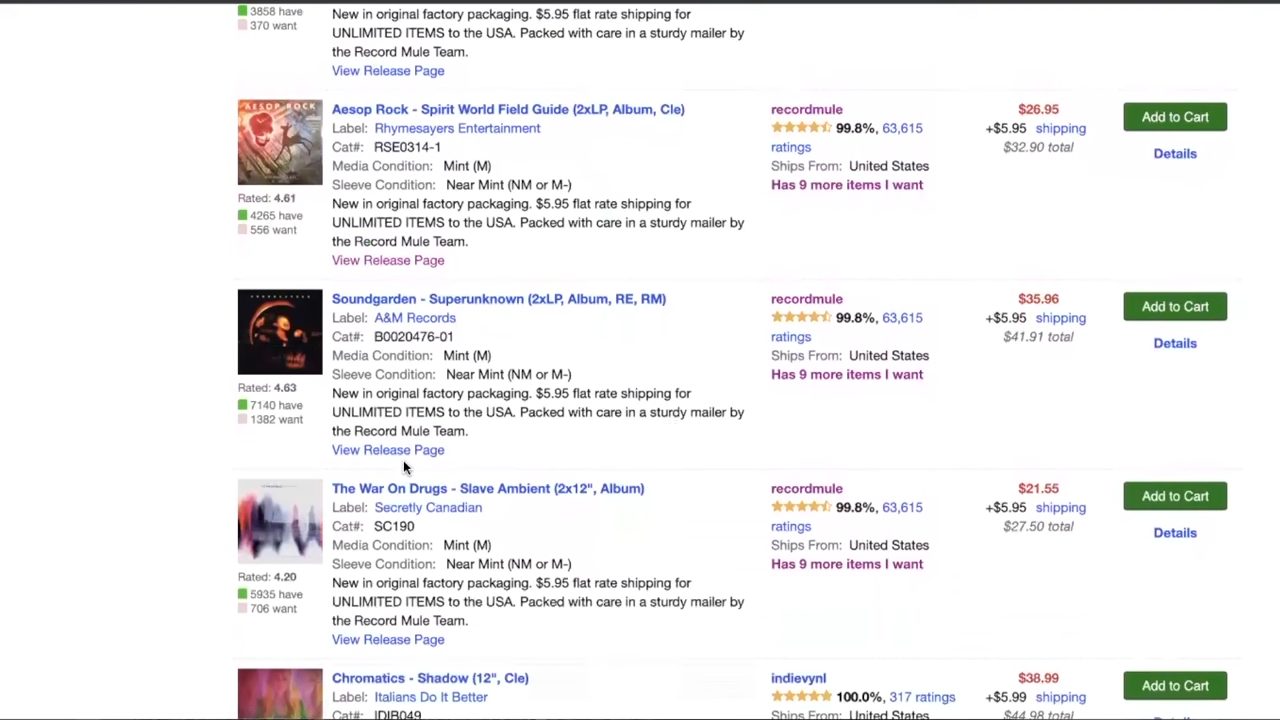 3858 have
370 want
New in original factory packaging. $5.95 flat rate shipping for
UNLIMITED ITEMS to the USA. Packed with care in a sturdy mailer by
the Record Mule Team.
View Release Page
AESOP ROCK
Rated: 4.61
4265 have
556 want
Aesop Rock - Spirit World Field Guide (2xLP, Album, Cle)
Label: Rhymesayers Entertainment
Cat#: RSE0314-1
Media Condition: Mint (M)
Sleeve Condition: Near Mint (NM or M-)
New in original factory packaging. $5.95 flat rate shipping for
UNLIMITED ITEMS to the USA. Packed with care in a sturdy mailer by
the Record Mule Team.
View Release Page
recordmule
99.8%, 63,615
ratings
Ships From: United States
Has 9 more items I want
$26.95
+$5.95 shipping
$32.90 total
Add to Cart
Details
Rated: 4.63
7140 have
1382 want
Soundgarden - Superunknown (2xLP, Album, RE, RM)
Label: A&M Records
Cat#: B0020476-01
Media Condition: Mint (M)
Sleeve Condition: Near Mint (NM or M-)
New in original factory packaging. $5.95 flat rate shipping for
UNLIMITED ITEMS to the USA. Packed with care in a sturdy mailer by
the Record Mule Team.
View Release Page
recordmule
99.8%, 63,615
ratings
Ships From: United States
Has 9 more items I want
$35.96
+$5.95 shipping
$41.91 total
Add to Cart
Details
Rated: 4.20
5935 have
706 want
The War On Drugs - Slave Ambient (2x12", Album)
Label: Secretly Canadian
Cat#: SC190
Media Condition: Mint (M)
Sleeve Condition: Near Mint (NM or M-)
New in original factory packaging. $5.95 flat rate shipping for
UNLIMITED ITEMS to the USA. Packed with care in a sturdy mailer by
the Record Mule Team.
View Release Page
recordmule
99.8%, 63,615
ratings
Ships From: United States
Has 9 more items I want
$21.55
+$5.95 shipping
$27.50 total
Add to Cart
Details
Chromatics - Shadow (12", Cle)
Label: Italians Do It Better
Cat#: IDIB049
indievynl
100.0%, 317 ratings
Ships From: United States
$38.99
+$5.99 shipping
$44.98 total
Add to Cart